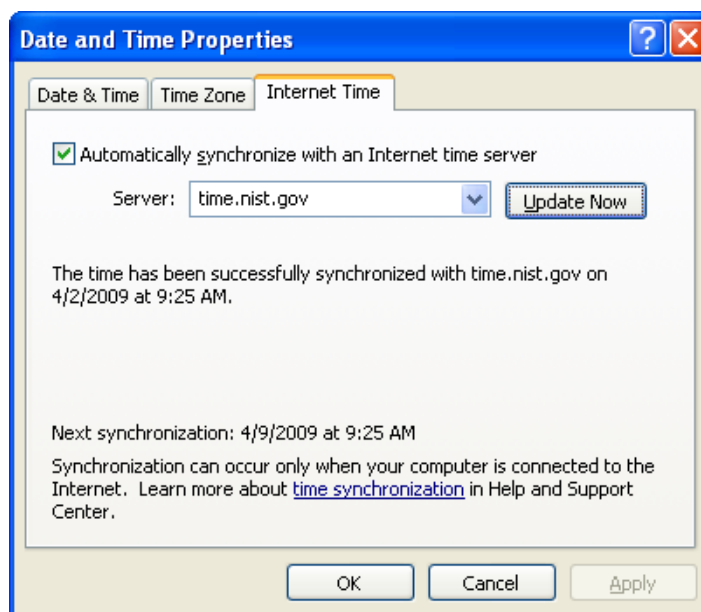 Date and Time Properties
Date & Time
Time Zone
Internet Time
Automatically synchronize with an Internet time server
Server: time.nist.gov Update Now
The time has been successfully synchronized with time.nist.gov on
4/2/2009 at 9:25 AM.
Next synchronization: 4/9/2009 at 9:25 AM
Synchronization can occur only when your computer is connected to the
Internet. Learn more about time synchronization in Help and Support
Center.
OK Cancel Apply